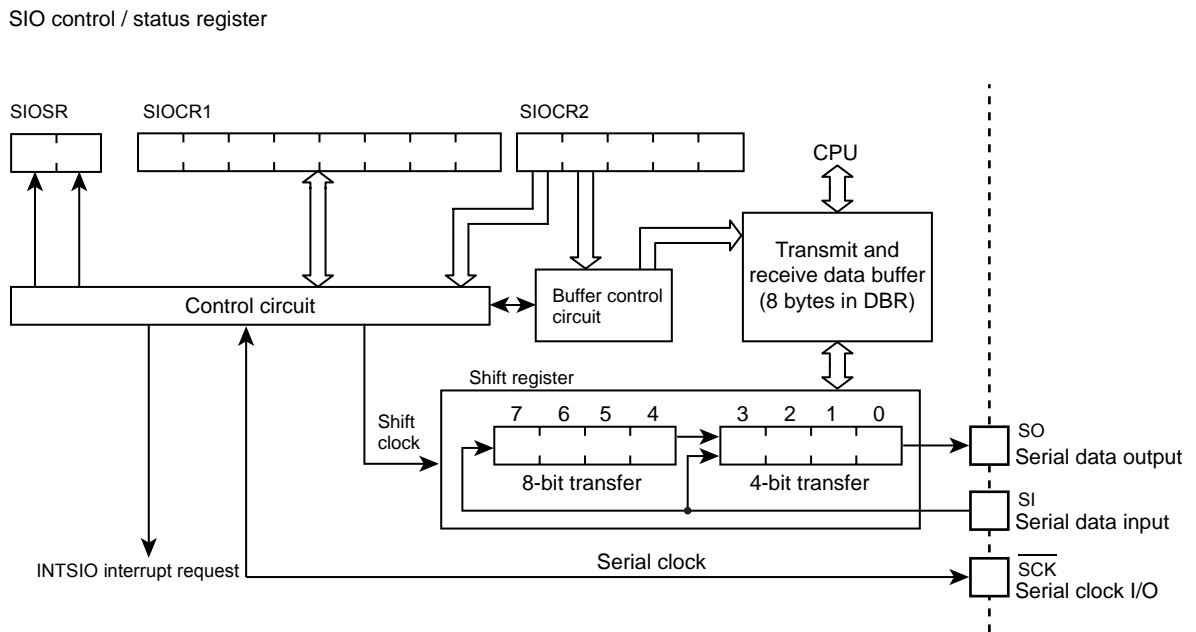 SIO control / status register
SIOSR
SIOCR1
SIOCR2
CPU
Transmit and
receive data buffer
(8 bytes in DBR)
Buffer control
circuit
Control circuit
Shift register
7 6 5 4 3 2 1 0
Shift
clock
8-bit transfer
4-bit transfer
SO
Serial data output
SI
Serial data input
INTSIO interrupt request
Serial clock
SCK
Serial clock I/O